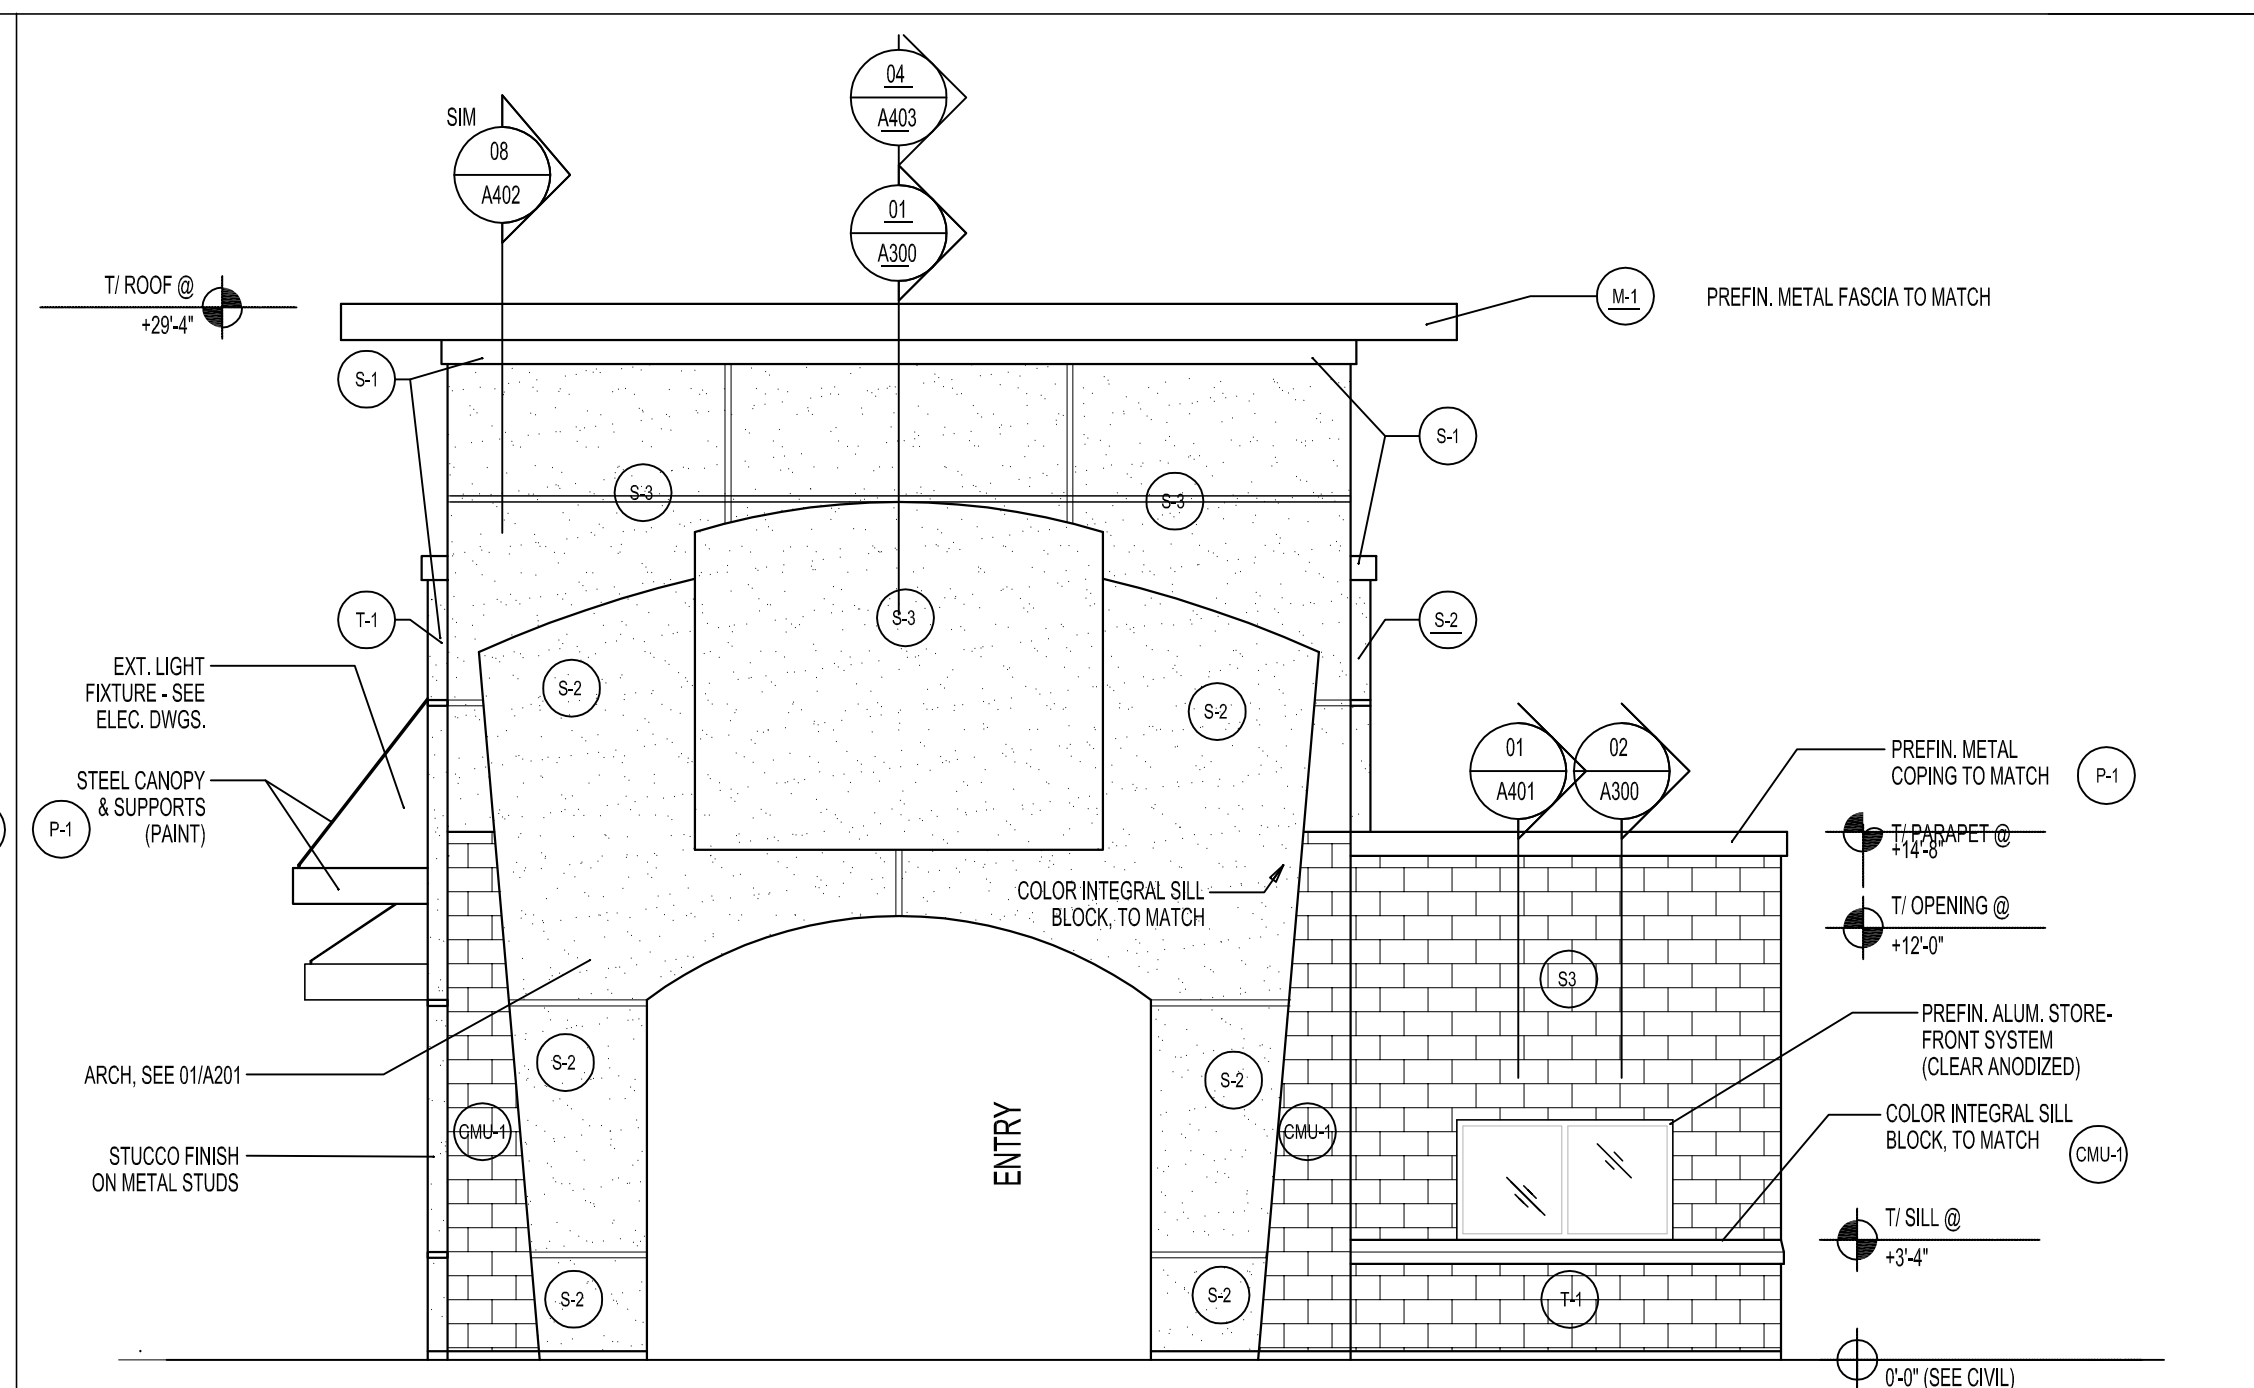 04
A403
SIM
08
A402
01
A300
T/ ROOF @
+29'-4"
M-1
PREFIN. METAL FASCIA TO MATCH
S-1
S-1
S-3
S-3
T-1
S-3
S-2
EXT. LIGHT
FIXTURE - SEE
ELEC. DWGS.
S-2
S-2
STEEL CANOPY
& SUPPORTS
(PAINT)
P-1
01
A401
02
A300
PREFIN. METAL
COPING TO MATCH
P-1
T/ PARAPET @
+14'-8"
COLOR INTEGRAL SILL
BLOCK, TO MATCH
T/ OPENING @
+12'-0"
S3
PREFIN. ALUM. STORE-
FRONT SYSTEM
(CLEAR ANODIZED)
ARCH, SEE 01/A201
S-2
S-2
CMU-1
CMU-1
ENTRY
COLOR INTEGRAL SILL
BLOCK, TO MATCH
CMU-1
STUCCO FINISH
ON METAL STUDS
T/ SILL @
+3'-4"
S-2
S-2
T-1
0'-0" (SEE CIVIL)